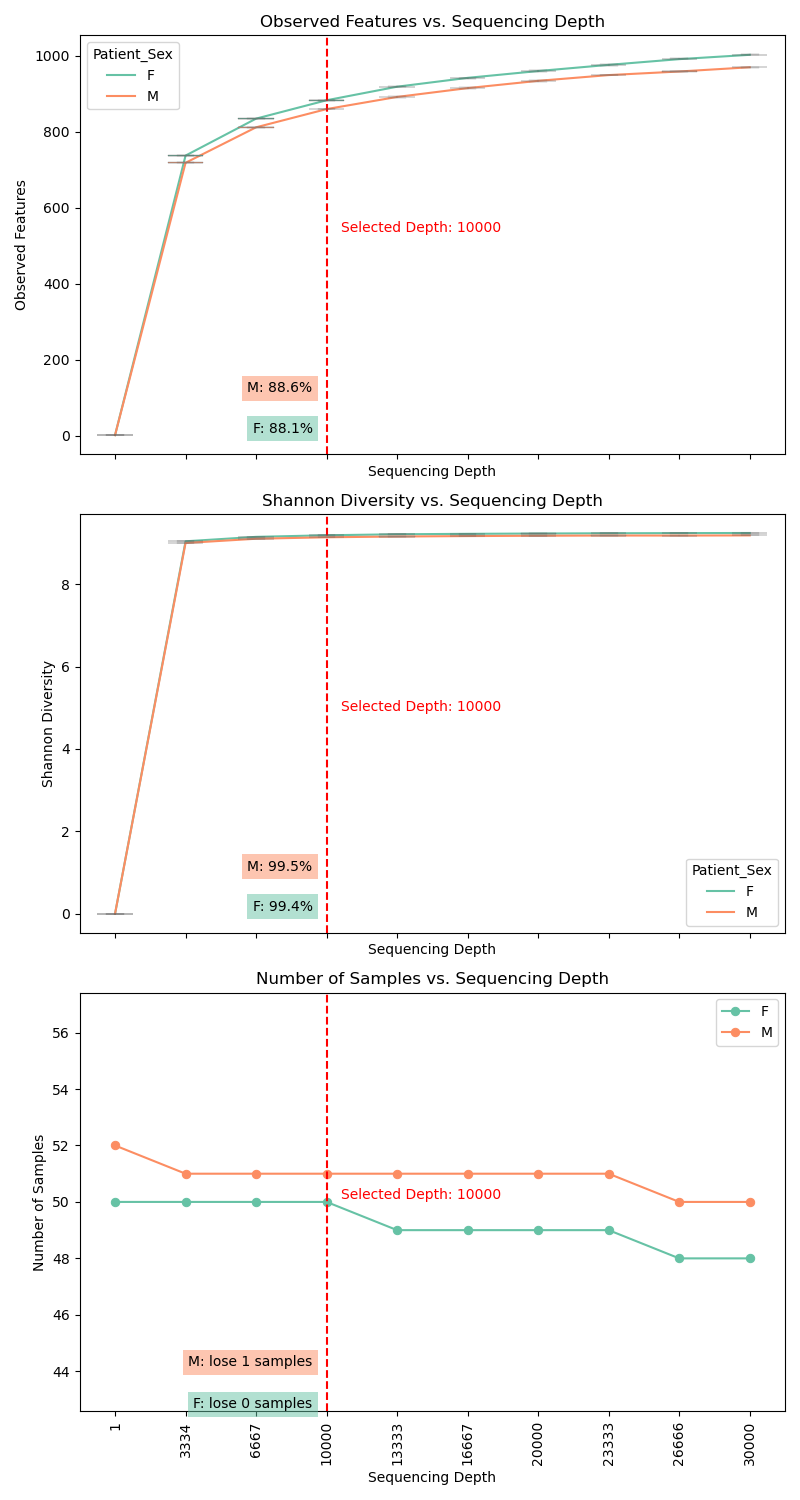 Observed Features vs. Sequencing Depth
Patient_Sex
F
M
1000
800
600
400
200
0
Observed Features
Selected Depth: 10000
M: 88.6%
F: 88.1%
Sequencing Depth
Shannon Diversity vs. Sequencing Depth
8
6
4
2
0
Shannon Diversity
Selected Depth: 10000
M: 99.5%
F: 99.4%
Patient_Sex
F
M
Sequencing Depth
Number of Samples vs. Sequencing Depth
F
M
56
54
52
50
48
46
44
Number of Samples
Selected Depth: 10000
M: lose 1 samples
F: lose 0 samples
1
3334
6667
10000
13333
16667
20000
23333
26666
30000
Sequencing Depth